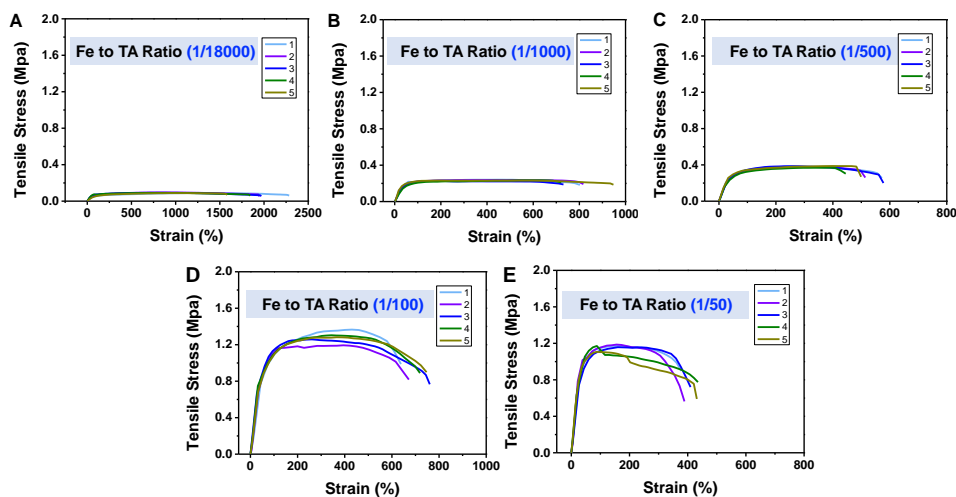 A
2.0
1.6
1.2
0.8
0.4
0.0
Tensile Stress (Mpa)
Fe to TA Ratio (1/18000)
1
2
3
4
5
0 500 1000 1500 2000 2500
Strain (%)
B
2.0
1.6
1.2
0.8
0.4
0.0
Tensile Stress (Mpa)
Fe to TA Ratio (1/1000)
1
2
3
4
5
0 200 400 600 800 1000
Strain (%)
C
2.0
1.6
1.2
0.8
0.4
0.0
Tensile Stress (Mpa)
Fe to TA Ratio (1/500)
1
2
3
4
5
0 200 400 600 800
Strain (%)
D
2.0
1.6
1.2
0.8
0.4
0.0
Tensile Stress (Mpa)
Fe to TA Ratio (1/100)
1
2
3
4
5
0 200 400 600 800 1000
Strain (%)
E
2.0
1.6
1.2
0.8
0.4
0.0
Tensile Stress (Mpa)
Fe to TA Ratio (1/50)
1
2
3
4
5
0 200 400 600 800
Strain (%)